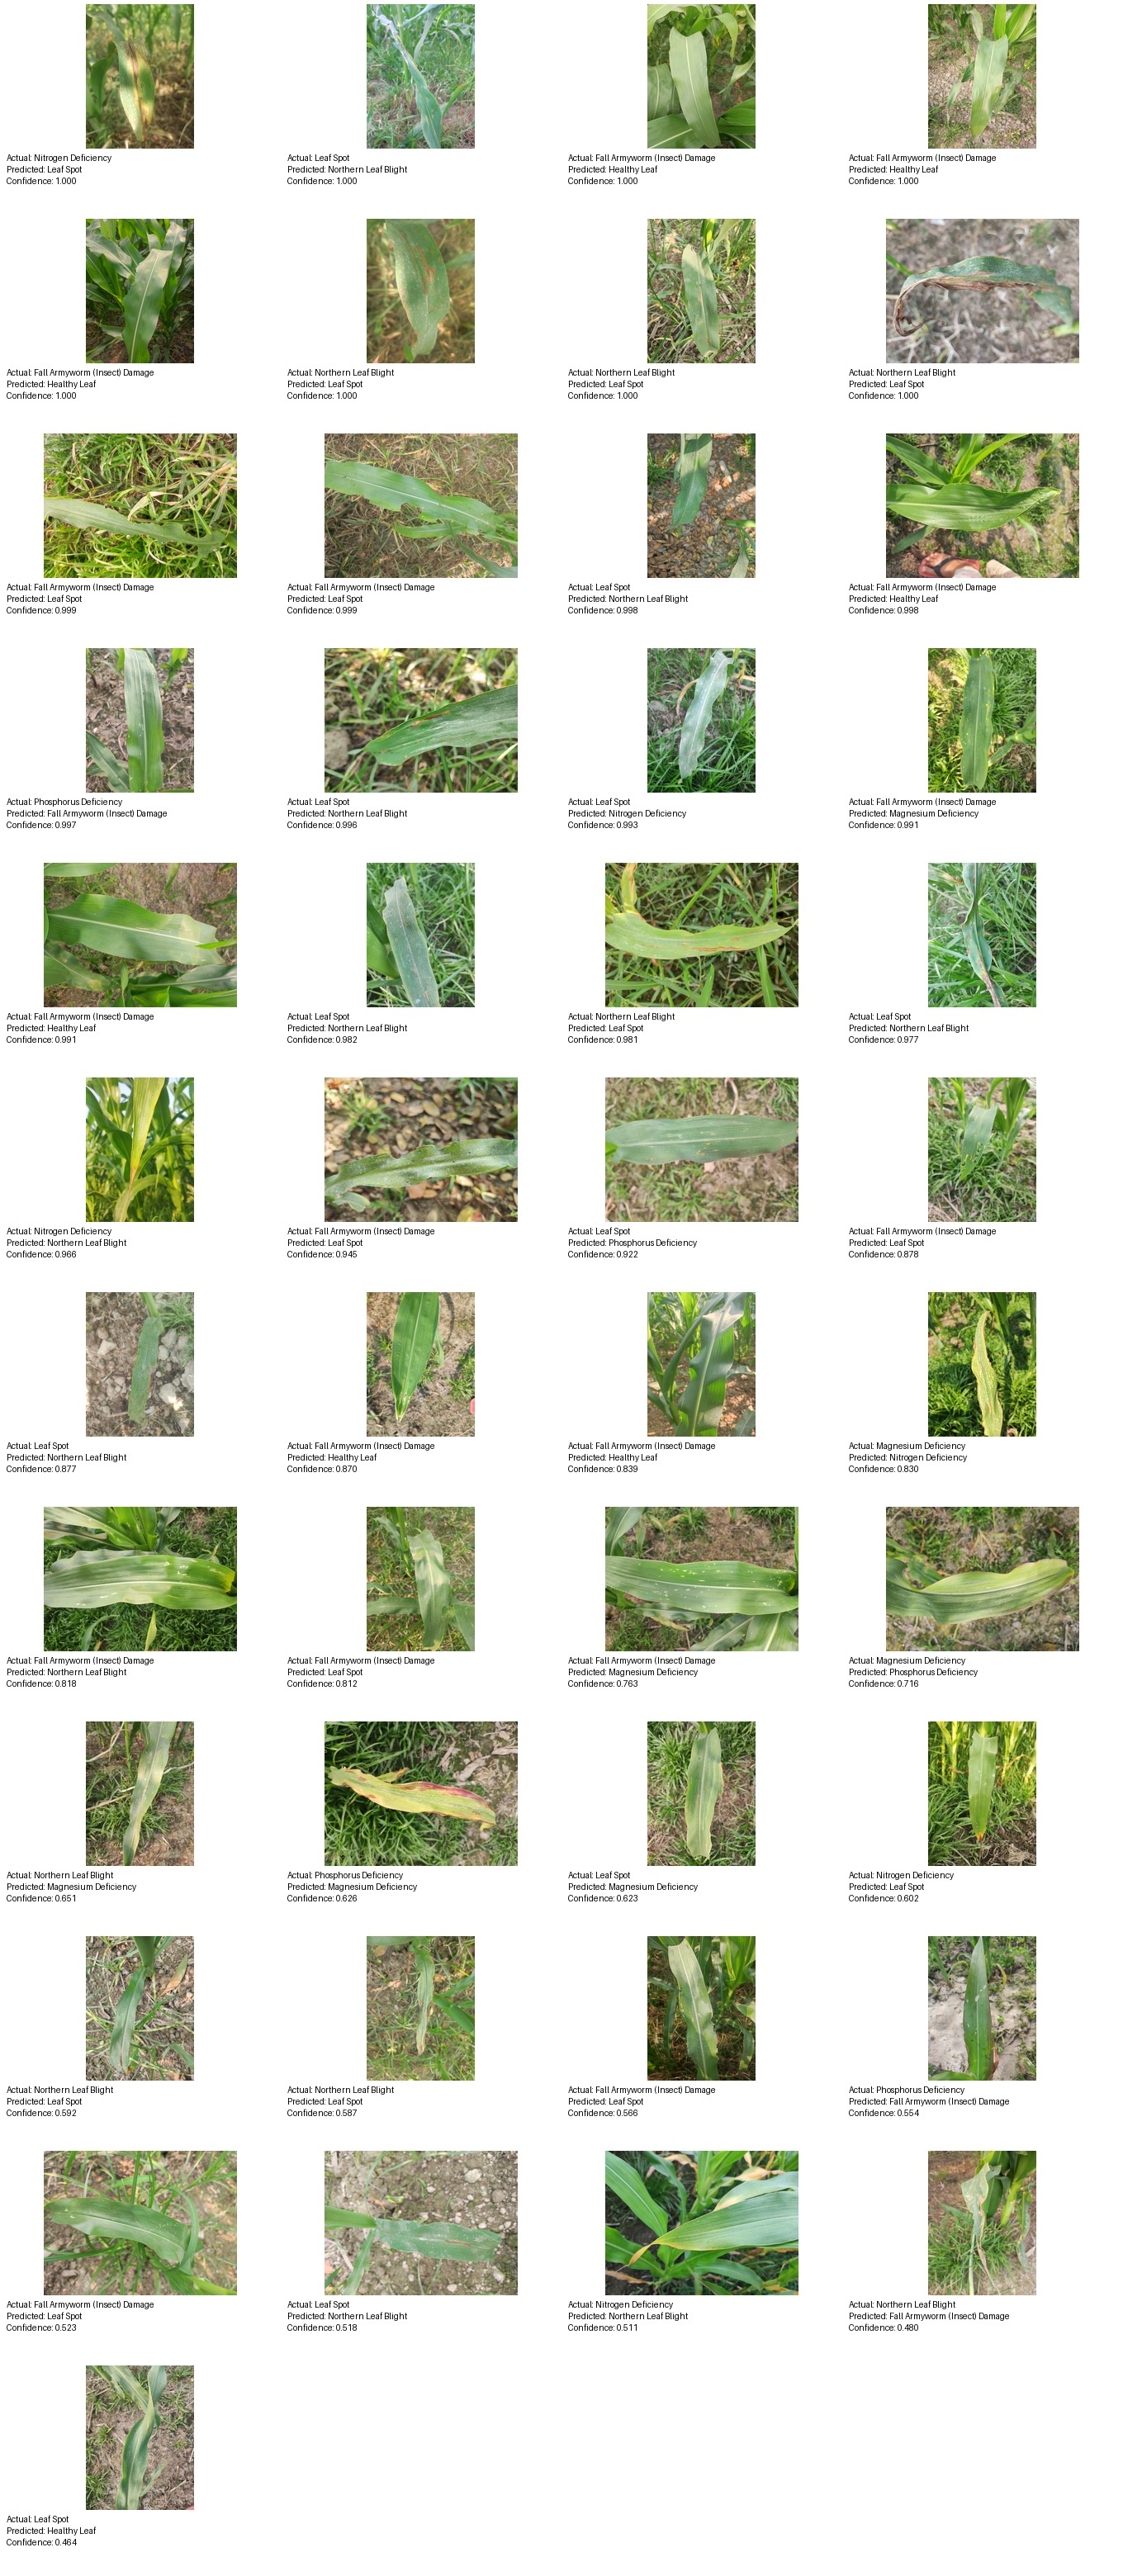 Actual: Nitrogen Deficiency
Predicted: Leaf Spot
Confidence: 1.000
Actual: Leaf Spot
Predicted: Northern Leaf Blight
Confidence: 1.000
Actual: Fall Armyworm (Insect) Damage
Predicted: Healthy Leaf
Confidence: 1.000
Actual: Fall Armyworm (Insect) Damage
Predicted: Healthy Leaf
Confidence: 1.000
Actual: Fall Armyworm (Insect) Damage
Predicted: Healthy Leaf
Confidence: 1.000
Actual: Northern Leaf Blight
Predicted: Leaf Spot
Confidence: 1.000
Actual: Northern Leaf Blight
Predicted: Leaf Spot
Confidence: 1.000
Actual: Northern Leaf Blight
Predicted: Leaf Spot
Confidence: 1.000
Actual: Fall Armyworm (Insect) Damage
Predicted: Leaf Spot
Confidence: 0.999
Actual: Fall Armyworm (Insect) Damage
Predicted: Leaf Spot
Confidence: 0.999
Actual: Leaf Spot
Predicted: Northern Leaf Blight
Confidence: 0.998
Actual: Fall Armyworm (Insect) Damage
Predicted: Healthy Leaf
Confidence: 0.998
Actual: Phosphorus Deficiency
Predicted: Fall Armyworm (Insect) Damage
Confidence: 0.997
Actual: Leaf Spot
Predicted: Northern Leaf Blight
Confidence: 0.996
Actual: Leaf Spot
Predicted: Nitrogen Deficiency
Confidence: 0.993
Actual: Fall Armyworm (Insect) Damage
Predicted: Magnesium Deficiency
Confidence: 0.991
Actual: Fall Armyworm (Insect) Damage
Predicted: Healthy Leaf
Confidence: 0.991
Actual: Leaf Spot
Predicted: Northern Leaf Blight
Confidence: 0.982
Actual: Northern Leaf Blight
Predicted: Leaf Spot
Confidence: 0.981
Actual: Leaf Spot
Predicted: Northern Leaf Blight
Confidence: 0.977
Actual: Nitrogen Deficiency
Predicted: Northern Leaf Blight
Confidence: 0.966
Actual: Fall Armyworm (Insect) Damage
Predicted: Leaf Spot
Confidence: 0.945
Actual: Leaf Spot
Predicted: Phosphorus Deficiency
Confidence: 0.922
Actual: Fall Armyworm (Insect) Damage
Predicted: Leaf Spot
Confidence: 0.878
Actual: Leaf Spot
Predicted: Northern Leaf Blight
Confidence: 0.877
Actual: Fall Armyworm (Insect) Damage
Predicted: Healthy Leaf
Confidence: 0.870
Actual: Fall Armyworm (Insect) Damage
Predicted: Healthy Leaf
Confidence: 0.839
Actual: Magnesium Deficiency
Predicted: Nitrogen Deficiency
Confidence: 0.830
Actual: Fall Armyworm (Insect) Damage
Predicted: Northern Leaf Blight
Confidence: 0.818
Actual: Fall Armyworm (Insect) Damage
Predicted: Leaf Spot
Confidence: 0.812
Actual: Fall Armyworm (Insect) Damage
Predicted: Magnesium Deficiency
Confidence: 0.763
Actual: Magnesium Deficiency
Predicted: Phosphorus Deficiency
Confidence: 0.716
Actual: Northern Leaf Blight
Predicted: Magnesium Deficiency
Confidence: 0.651
Actual: Phosphorus Deficiency
Predicted: Magnesium Deficiency
Confidence: 0.626
Actual: Leaf Spot
Predicted: Magnesium Deficiency
Confidence: 0.623
Actual: Nitrogen Deficiency
Predicted: Leaf Spot
Confidence: 0.602
Actual: Northern Leaf Blight
Predicted: Leaf Spot
Confidence: 0.592
Actual: Northern Leaf Blight
Predicted: Leaf Spot
Confidence: 0.587
Actual: Fall Armyworm (Insect) Damage
Predicted: Leaf Spot
Confidence: 0.566
Actual: Phosphorus Deficiency
Predicted: Fall Armyworm (Insect) Damage
Confidence: 0.554
Actual: Fall Armyworm (Insect) Damage
Predicted: Leaf Spot
Confidence: 0.523
Actual: Leaf Spot
Predicted: Northern Leaf Blight
Confidence: 0.518
Actual: Nitrogen Deficiency
Predicted: Northern Leaf Blight
Confidence: 0.511
Actual: Northern Leaf Blight
Predicted: Fall Armyworm (Insect) Damage
Confidence: 0.480
Actual: Leaf Spot
Predicted: Healthy Leaf
Confidence: 0.464